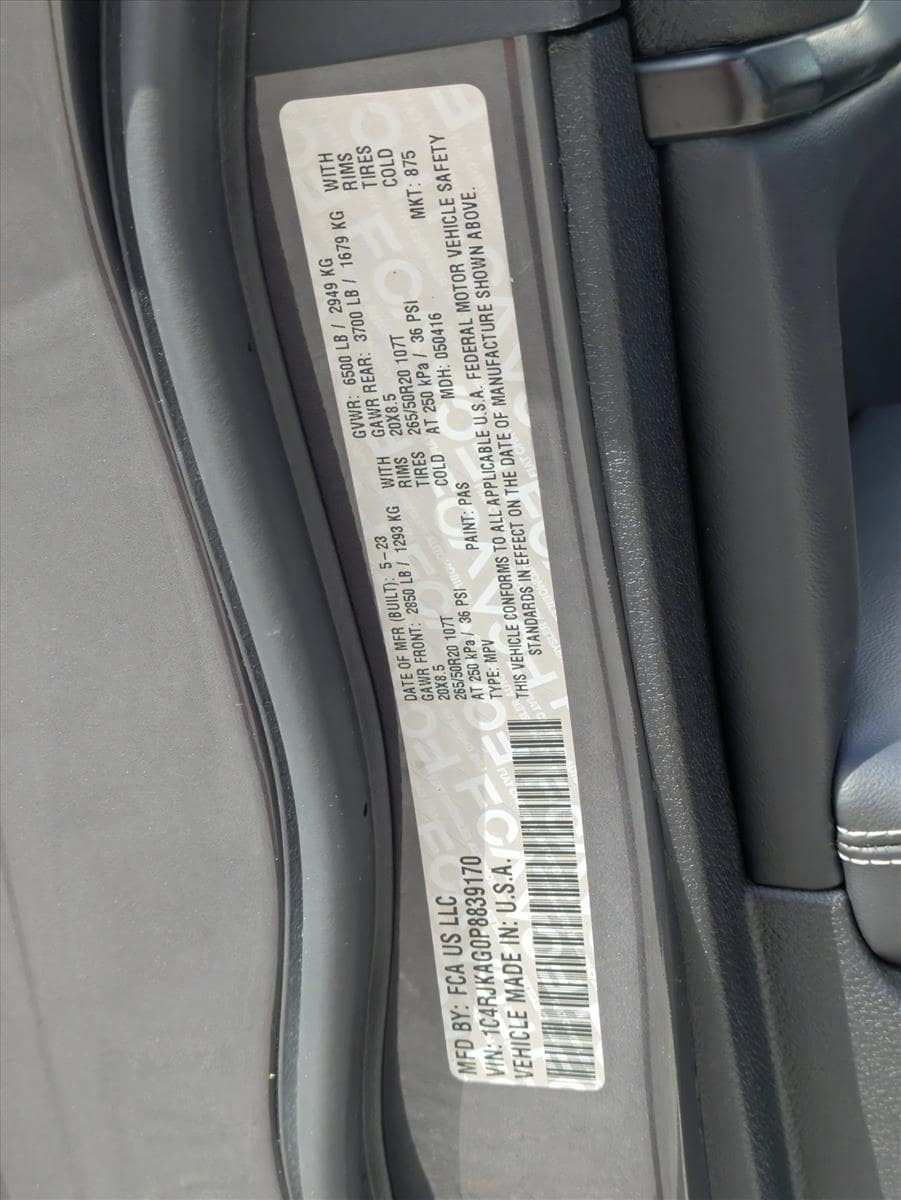 MFD BY: FCA US LLC
VIN: 1C4RJKAG0P8839170
VEHICLE MADE IN: U.S.A.
DATE OF MFR (BUILT): 5-23
GAWR FRONT: 2850 LB / 1293 KG WITH
20X8.5 RIMS
265/50R20 107T TIRES
AT 250 kPa / 36 PSI COLD
TYPE: MPV PAINT: PAS
GVWR: 6500 LB / 2949 KG
GAWR REAR: 3700 LB / 1679 KG WITH
20X8.5 RIMS
265/50R20 107T TIRES
AT 250 kPa / 36 PSI COLD
MDH: 050416 MKT: 875
THIS VEHICLE CONFORMS TO ALL APPLICABLE U.S.A. FEDERAL MOTOR VEHICLE SAFETY
STANDARDS IN EFFECT ON THE DATE OF MANUFACTURE SHOWN ABOVE.